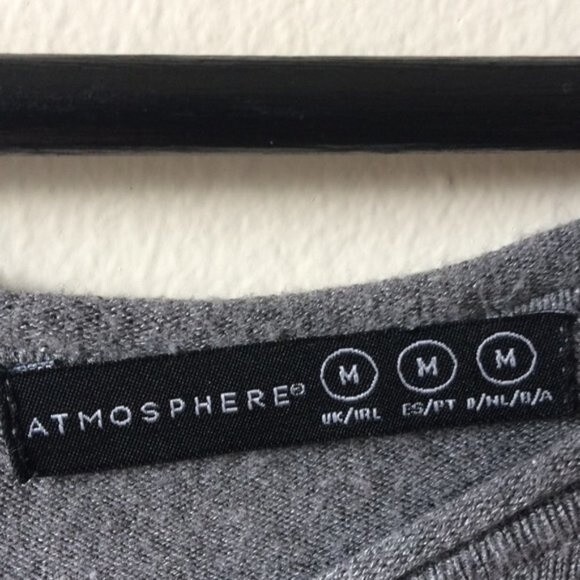 ATMOSPHERE® M M M
UK/IRL ES/PT D/NL/B/A